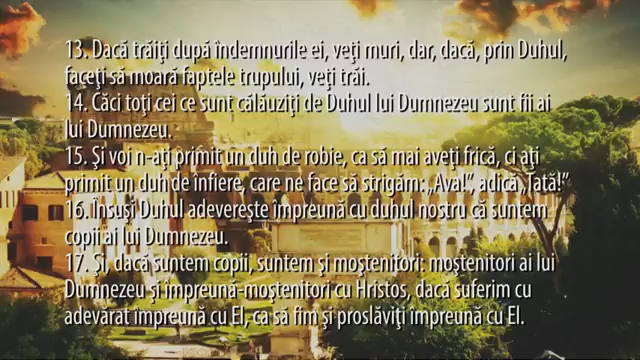 13. Dacă trăiţi după îndemnurile ei, veţi muri, dar, dacă, prin Duhul,
faceţi să moară faptele trupului, veţi trăi.
14. Căci toţi cei ce sunt călăuziţi de Duhul lui Dumnezeu sunt fii ai
lui Dumnezeu.
15. Şi voi n-aţi primit un duh de robie, ca să mai aveţi frică, ci aţi
primit un duh de infiere, care ne face să strigăm: „Ava!”, adică „Tată!”
16. Însuşi Duhul adevereşte împreună cu duhul nostru că suntem
copii ai lui Dumnezeu.
17. Şi, dacă suntem copii, suntem şi moştenitori: moştenitori ai lui
Dumnezeu şi împreună-moştenitori cu Hristos, dacă suferim cu
adevărat împreună cu El, ca să fim şi proslăviţi împreună cu El.